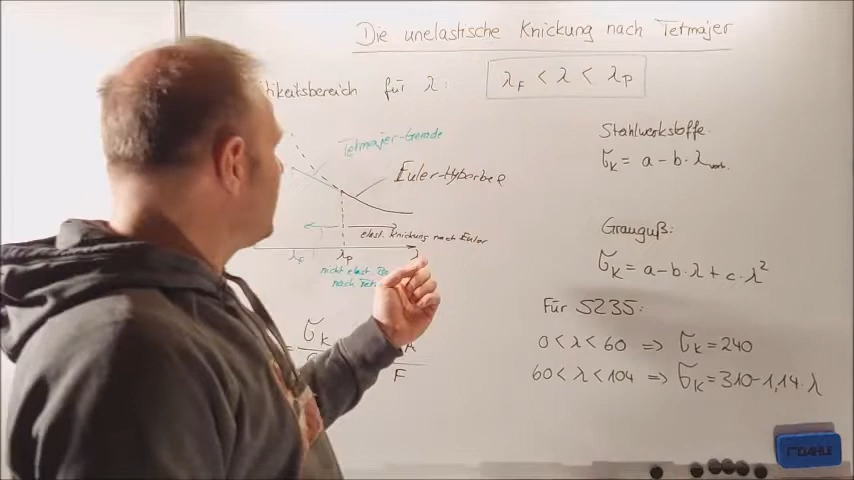 Die unelastische Knickung nach Tetmajer
tikeitsbereich für λ: λF < λ < λP
Tetmajer-Gerade
Euler-Hyperbel
elast. Knickung nach Euler
λF λP λ
nicht elast.
nach
Stahlwerkstoffe:
σK = a - b · λvorh.
Grauguß:
σK = a - b · λ + c · λ²
Für S235:
0 < λ < 60 => σK = 240
60 < λ < 104 => σK = 310 - 1,14 · λ
σK
F
DAHLE